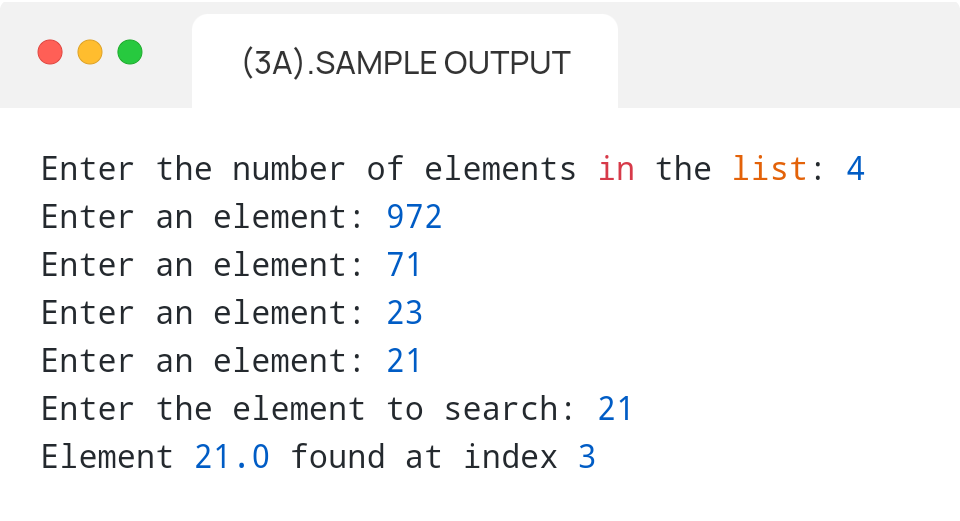 (3A).SAMPLE OUTPUT
Enter the number of elements in the list: 4
Enter an element: 972
Enter an element: 71
Enter an element: 23
Enter an element: 21
Enter the element to search: 21
Element 21.0 found at index 3